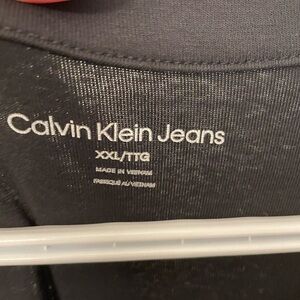 Calvin Klein Jeans
XXL/TTG
MADE IN VIETNAM
FABRIQUÉ AU VIETNAM